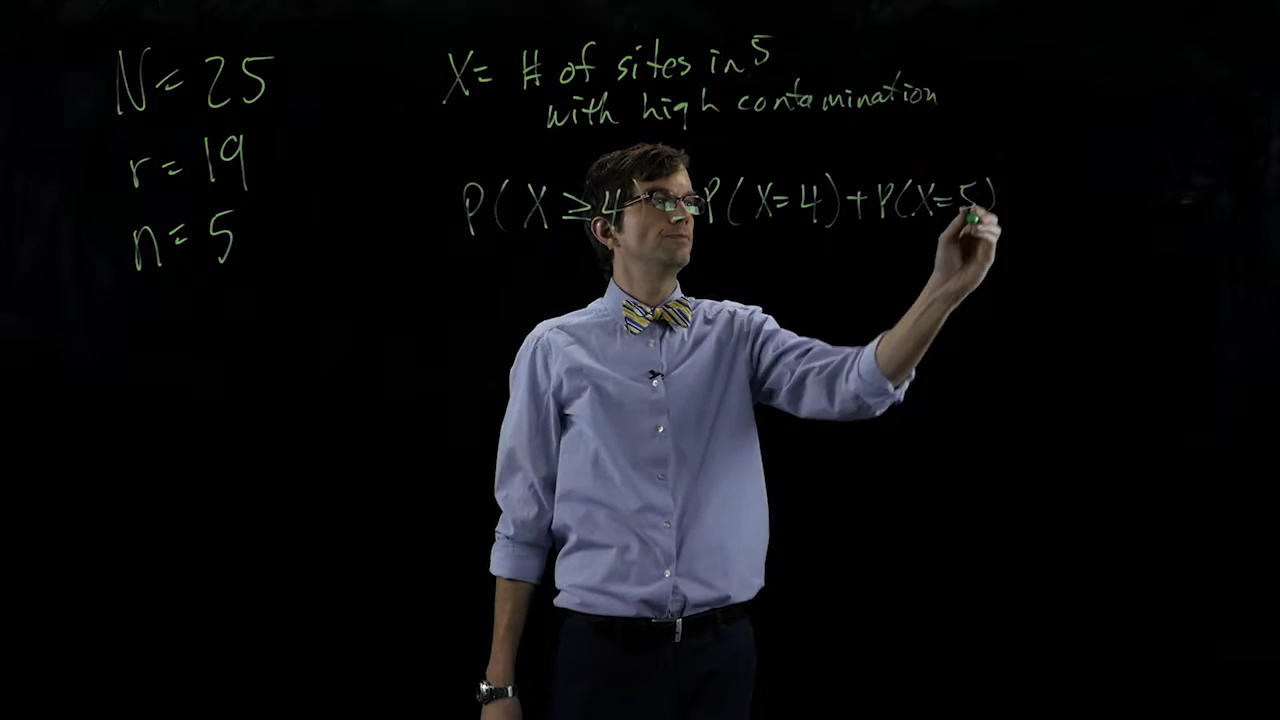 N = 25
r = 19
n = 5
X = # of sites in 5
with high contamination
P(X ≥ 4) P(X=4) + P(X=5)